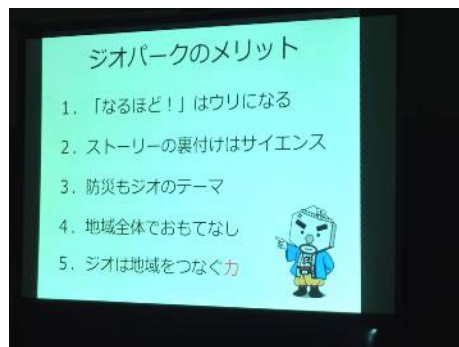 ジオパークのメリット
1. 「なるほど！」はウリになる
2. ストーリーの裏付けはサイエンス
3. 防災もジオのテーマ
4. 地域全体でおもてなし
5. ジオは地域をつなぐ力